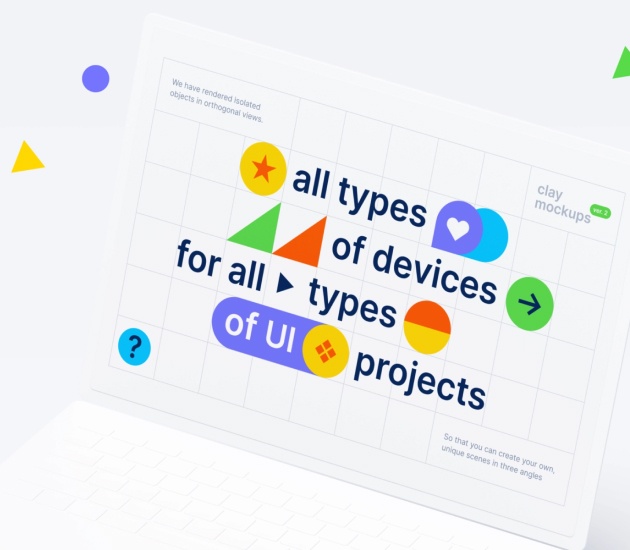 We have rendered isolated
objects in orthogonal views.
clay
mockups
ver. 2
all types
of devices
for all types
of UI projects
?
So that you can create your own,
unique scenes in three angles